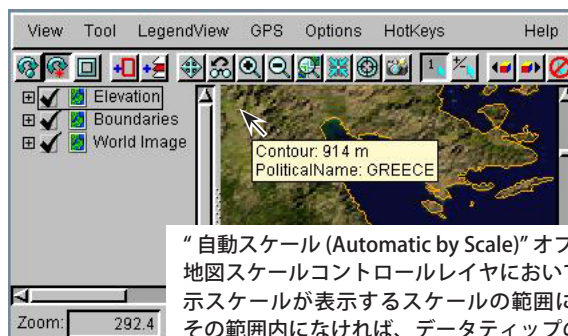 View Tool LegendView GPS Options HotKeys Help
Elevation
Boundaries
World Image
Contour: 914 m
PoliticalName: GREECE
“自動スケール (Automatic by Scale)” オフ
地図スケールコントロールレイヤにおいて
示スケールが表示するスケールの範囲に
その範囲内になければ、データティップの
Zoom: 292.4